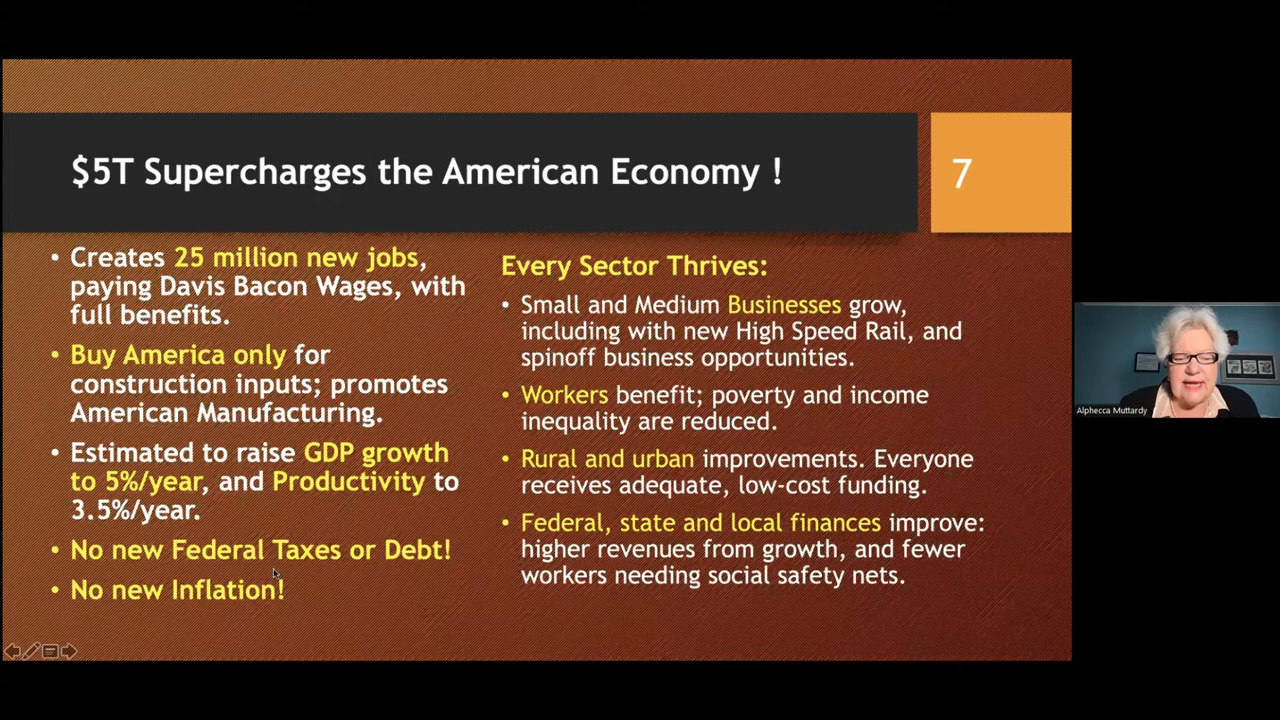 $5T Supercharges the American Economy !
7
• Creates 25 million new jobs,
paying Davis Bacon Wages, with
full benefits.
• Buy America only for
construction inputs; promotes
American Manufacturing.
• Estimated to raise GDP growth
to 5%/year, and Productivity to
3.5%/year.
• No new Federal Taxes or Debt!
• No new Inflation!
Every Sector Thrives:
• Small and Medium Businesses grow,
including with new High Speed Rail, and
spinoff business opportunities.
• Workers benefit; poverty and income
inequality are reduced.
• Rural and urban improvements. Everyone
receives adequate, low-cost funding.
• Federal, state and local finances improve:
higher revenues from growth, and fewer
workers needing social safety nets.
Alphecca Muttardy